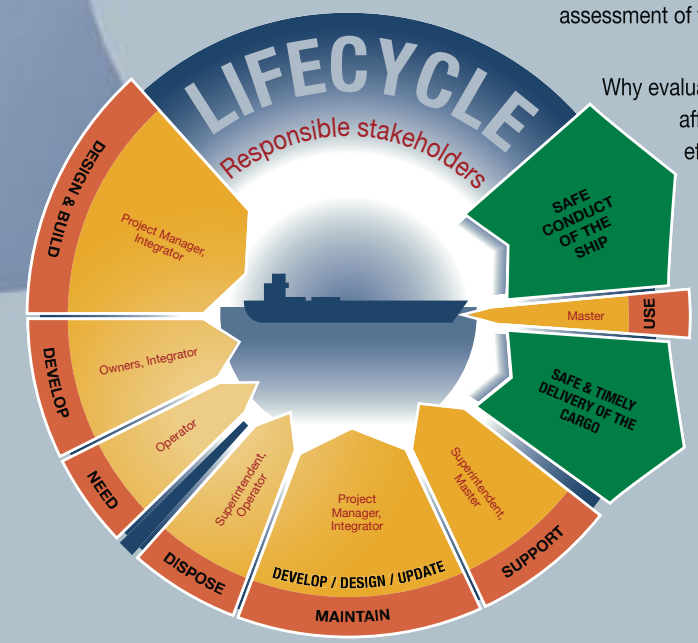 assessment of
Why evalua
af
et
LIFECYCLE
Responsible stakeholders
DESIGN & BUILD
Project Manager,
Integrator
SAFE
CONDUCT
OF THE
SHIP
Master
USE
DEVELOP
Owners, Integrator
SAFE & TIMELY
DELIVERY OF THE
CARGO
NEED
Operator
DISPOSE
Superintendent,
Operator
Project
Manager,
Integrator
DEVELOP / DESIGN / UPDATE
MAINTAIN
Superintendent,
Master
SUPPORT